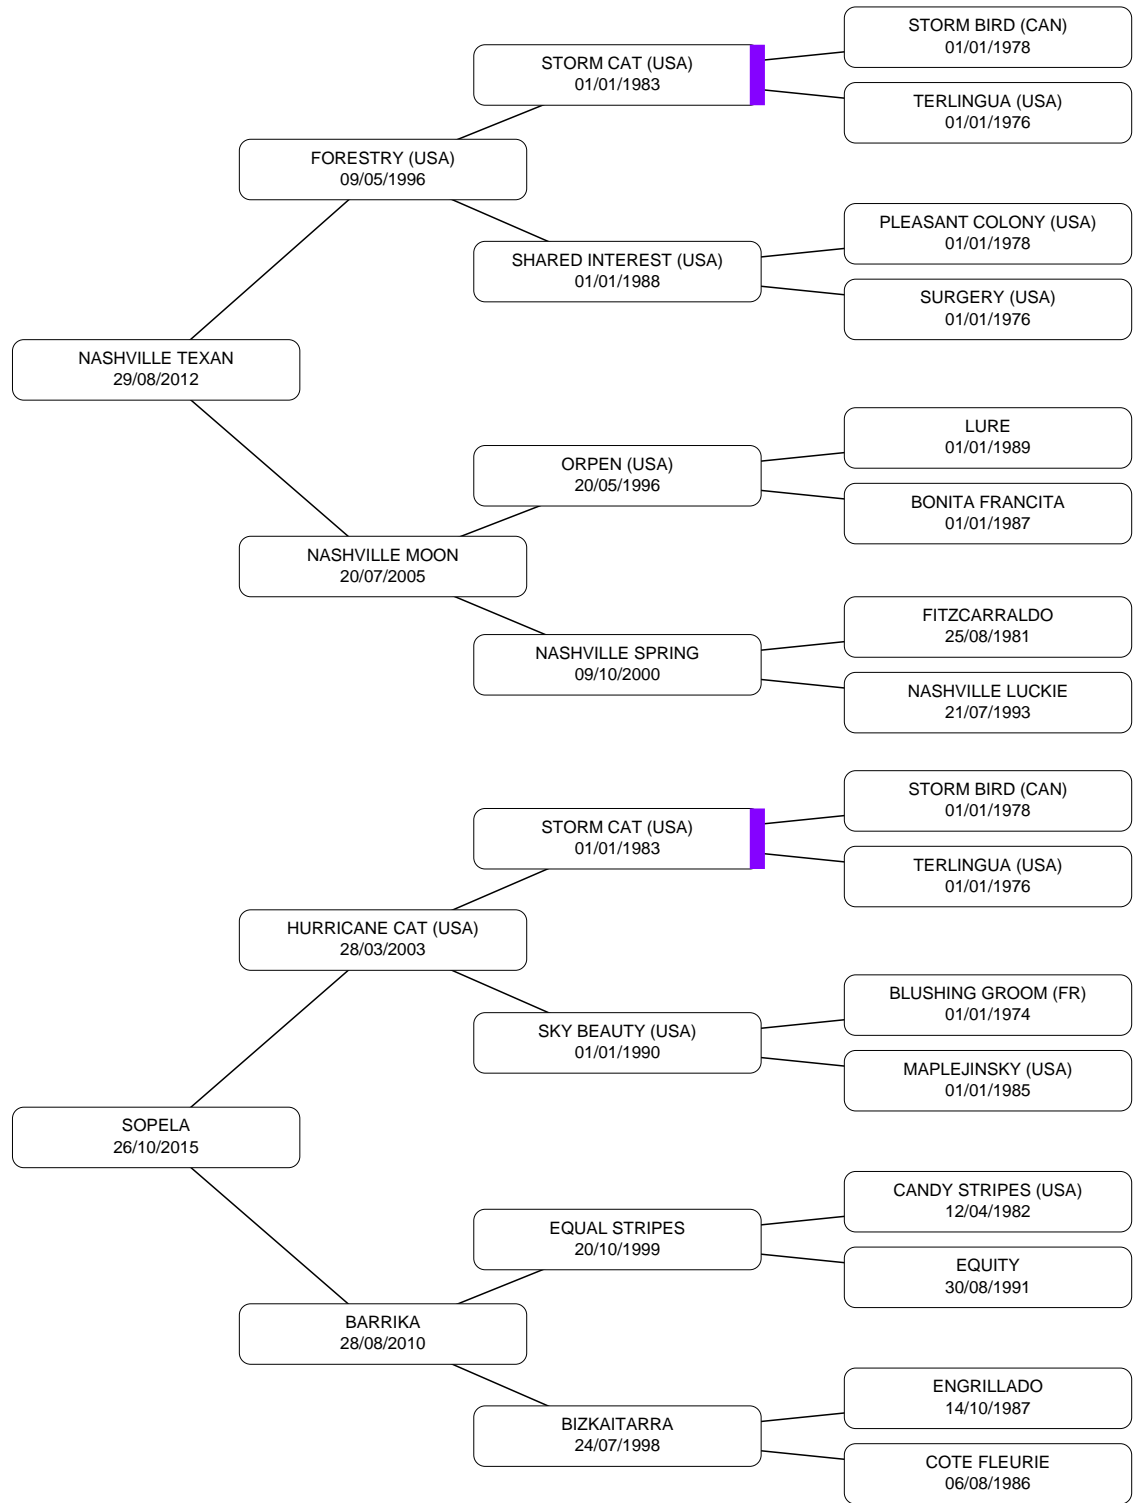 STORM BIRD (CAN)
01/01/1978
STORM CAT (USA)
01/01/1983
TERLINGUA (USA)
01/01/1976
FORESTRY (USA)
09/05/1996
PLEASANT COLONY (USA)
01/01/1978
SHARED INTEREST (USA)
01/01/1988
SURGERY (USA)
01/01/1976
NASHVILLE TEXAN
29/08/2012
LURE
01/01/1989
ORPEN (USA)
20/05/1996
BONITA FRANCITA
01/01/1987
NASHVILLE MOON
20/07/2005
FITZCARRALDO
25/08/1981
NASHVILLE SPRING
09/10/2000
NASHVILLE LUCKIE
21/07/1993
STORM BIRD (CAN)
01/01/1978
STORM CAT (USA)
01/01/1983
TERLINGUA (USA)
01/01/1976
HURRICANE CAT (USA)
28/03/2003
BLUSHING GROOM (FR)
01/01/1974
SKY BEAUTY (USA)
01/01/1990
MAPLEJINSKY (USA)
01/01/1985
SOPELA
26/10/2015
CANDY STRIPES (USA)
12/04/1982
EQUAL STRIPES
20/10/1999
EQUITY
30/08/1991
BARRIKA
28/08/2010
ENGRILLADO
14/10/1987
BIZKAITARRA
24/07/1998
COTE FLEURIE
06/08/1986